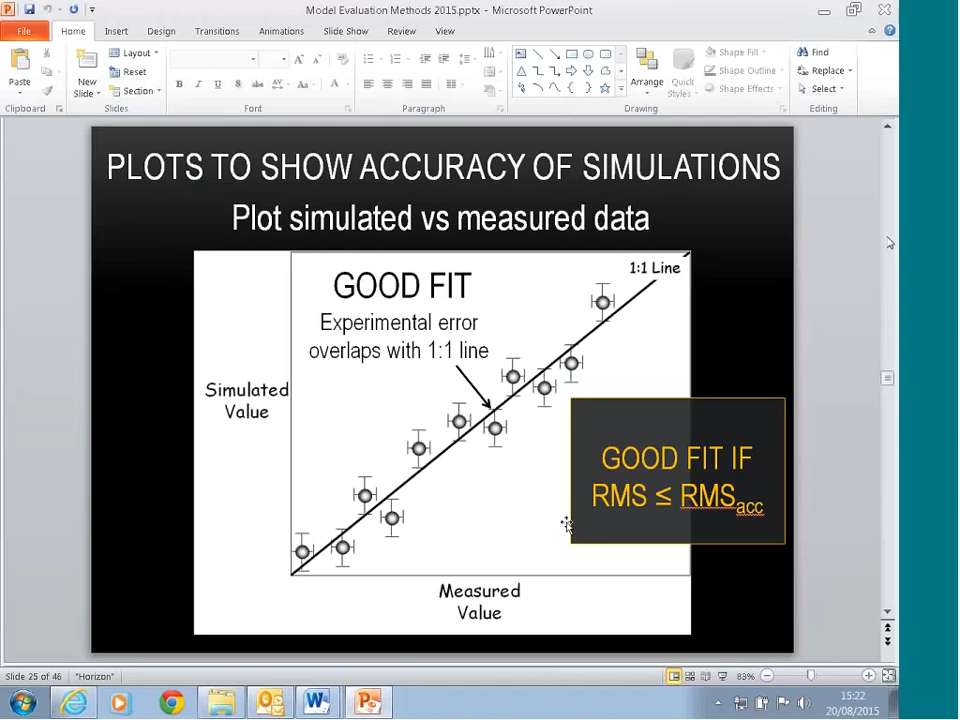 Model Evaluation Methods 2015.pptx - Microsoft PowerPoint
File Home Insert Design Transitions Animations Slide Show Review View
Paste
Clipboard
New
Slide
Layout
Reset
Section
Slides
B I U S abc AV Aa A
Font
Paragraph
Arrange
Quick
Styles
Shape Fill
Shape Outline
Shape Effects
Drawing
Find
Replace
Select
Editing
PLOTS TO SHOW ACCURACY OF SIMULATIONS
Plot simulated vs measured data
GOOD FIT
1:1 Line
Experimental error
overlaps with 1:1 line
Simulated
Value
GOOD FIT IF
RMS ≤ RMSacc
Measured
Value
Slide 25 of 46 "Horizon" 83%
15:22
20/08/2015